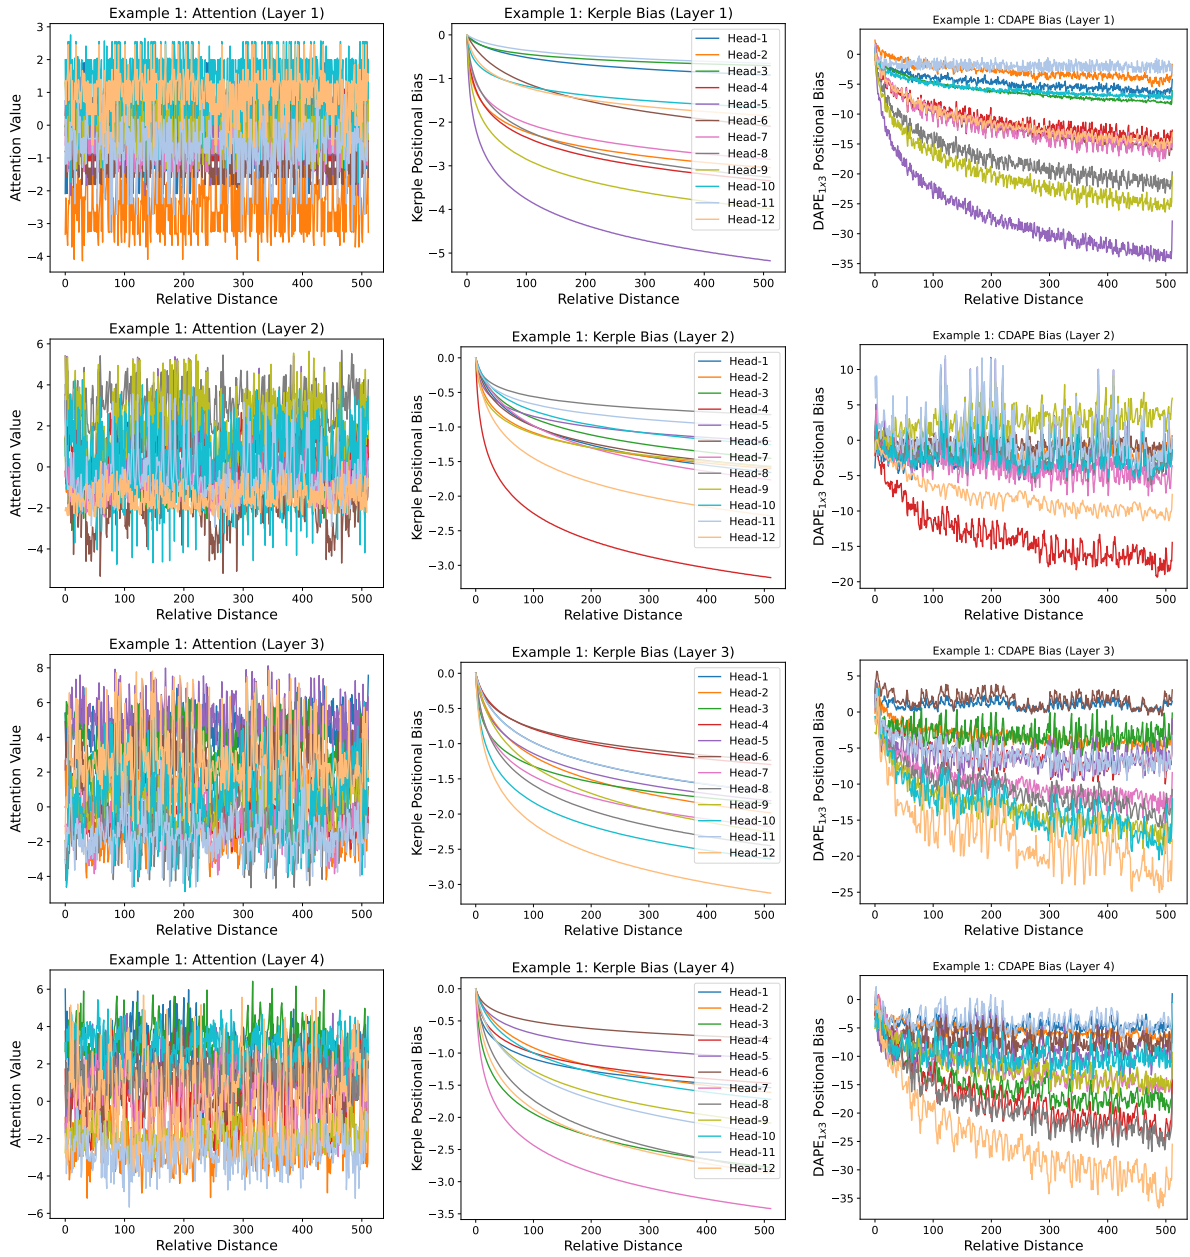 Example 1: Attention (Layer 1)
Attention Value
3
2
1
0
−1
−2
−3
−4
0 100 200 300 400 500
Relative Distance
Example 1: Kerple Bias (Layer 1)
Kerple Positional Bias
0
−1
−2
−3
−4
−5
Head-1
Head-2
Head-3
Head-4
Head-5
Head-6
Head-7
Head-8
Head-9
Head-10
Head-11
Head-12
0 100 200 300 400 500
Relative Distance
Example 1: CDAPE Bias (Layer 1)
DAPE1x3 Positional Bias
0
−5
−10
−15
−20
−25
−30
−35
0 100 200 300 400 500
Relative Distance
Example 1: Attention (Layer 2)
Attention Value
6
4
2
0
−2
−4
0 100 200 300 400 500
Relative Distance
Example 1: Kerple Bias (Layer 2)
Kerple Positional Bias
0.0
−0.5
−1.0
−1.5
−2.0
−2.5
−3.0
Head-1
Head-2
Head-3
Head-4
Head-5
Head-6
Head-7
Head-8
Head-9
Head-10
Head-11
Head-12
0 100 200 300 400 500
Relative Distance
Example 1: CDAPE Bias (Layer 2)
DAPE1x3 Positional Bias
10
5
0
−5
−10
−15
−20
0 100 200 300 400 500
Relative Distance
Example 1: Attention (Layer 3)
Attention Value
8
6
4
2
0
−2
−4
0 100 200 300 400 500
Relative Distance
Example 1: Kerple Bias (Layer 3)
Kerple Positional Bias
0.0
−0.5
−1.0
−1.5
−2.0
−2.5
−3.0
Head-1
Head-2
Head-3
Head-4
Head-5
Head-6
Head-7
Head-8
Head-9
Head-10
Head-11
Head-12
0 100 200 300 400 500
Relative Distance
Example 1: CDAPE Bias (Layer 3)
DAPE1x3 Positional Bias
5
0
−5
−10
−15
−20
−25
0 100 200 300 400 500
Relative Distance
Example 1: Attention (Layer 4)
Attention Value
6
4
2
0
−2
−4
−6
0 100 200 300 400 500
Relative Distance
Example 1: Kerple Bias (Layer 4)
Kerple Positional Bias
0.0
−0.5
−1.0
−1.5
−2.0
−2.5
−3.0
−3.5
Head-1
Head-2
Head-3
Head-4
Head-5
Head-6
Head-7
Head-8
Head-9
Head-10
Head-11
Head-12
0 100 200 300 400 500
Relative Distance
Example 1: CDAPE Bias (Layer 4)
DAPE1x3 Positional Bias
0
−5
−10
−15
−20
−25
−30
−35
0 100 200 300 400 500
Relative Distance